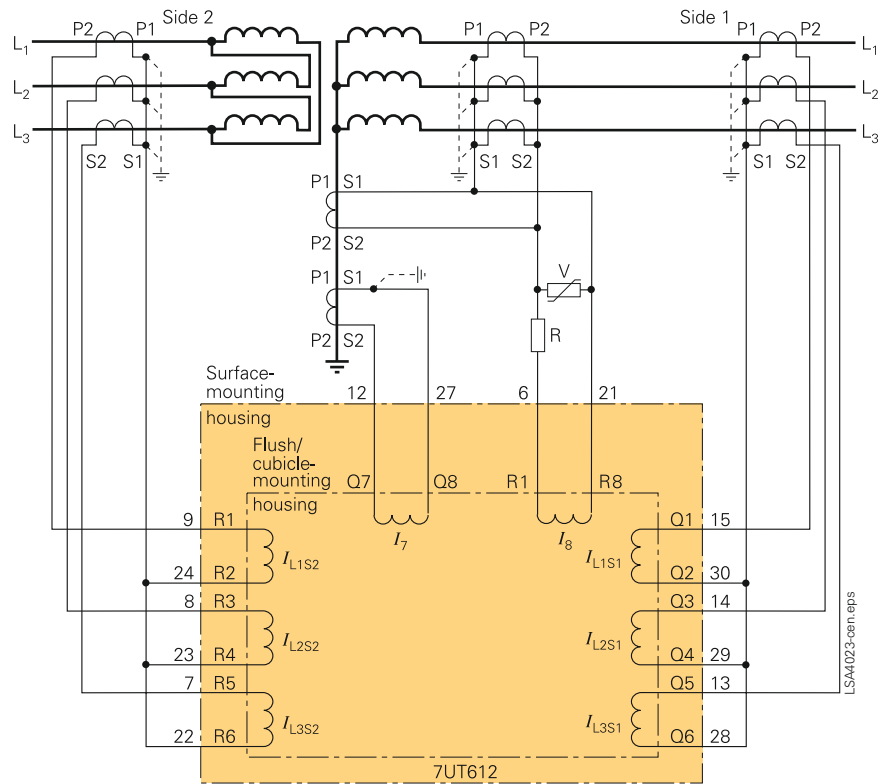 Side 2
Side 1
P2 P1
P1 P2
P1 P2
L1
L1
L2
L2
L3
L3
S2 S1
S1 S2
S1 S2
P1 S1
P2 S2
P1 S1
P2 S2
V
R
Surface-
mounting
housing
12 27 6 21
Flush/
cubicle-
mounting
housing
Q7 Q8 R1 R8
I7
I8
9 R1
IL1S2
24 R2
8 R3
IL2S2
23 R4
7 R5
IL3S2
22 R6
Q1 15
IL1S1
Q2 30
Q3 14
IL2S1
Q4 29
Q5 13
IL3S1
Q6 28
7UT612
LSA4023-cen.eps